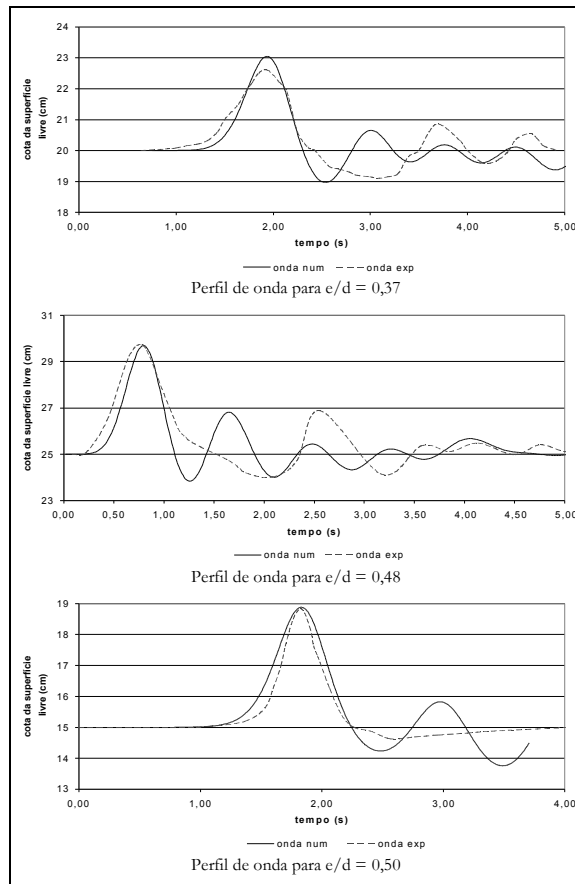 24
23
22
21
20
19
18
cota da superfície
livre (cm)
0,00 1,00 2,00 3,00 4,00 5,00
tempo (s)
onda num onda exp
Perfil de onda para e/d = 0,37
31
29
27
25
23
cota da superfície livre (cm)
0,00 0,50 1,00 1,50 2,00 2,50 3,00 3,50 4,00 4,50 5,00
tempo (s)
onda num onda exp
Perfil de onda para e/d = 0,48
19
18
17
16
15
14
13
cota da superfície
livre (cm)
0,00 1,00 2,00 3,00 4,00
tempo (s)
onda num onda exp
Perfil de onda para e/d = 0,50